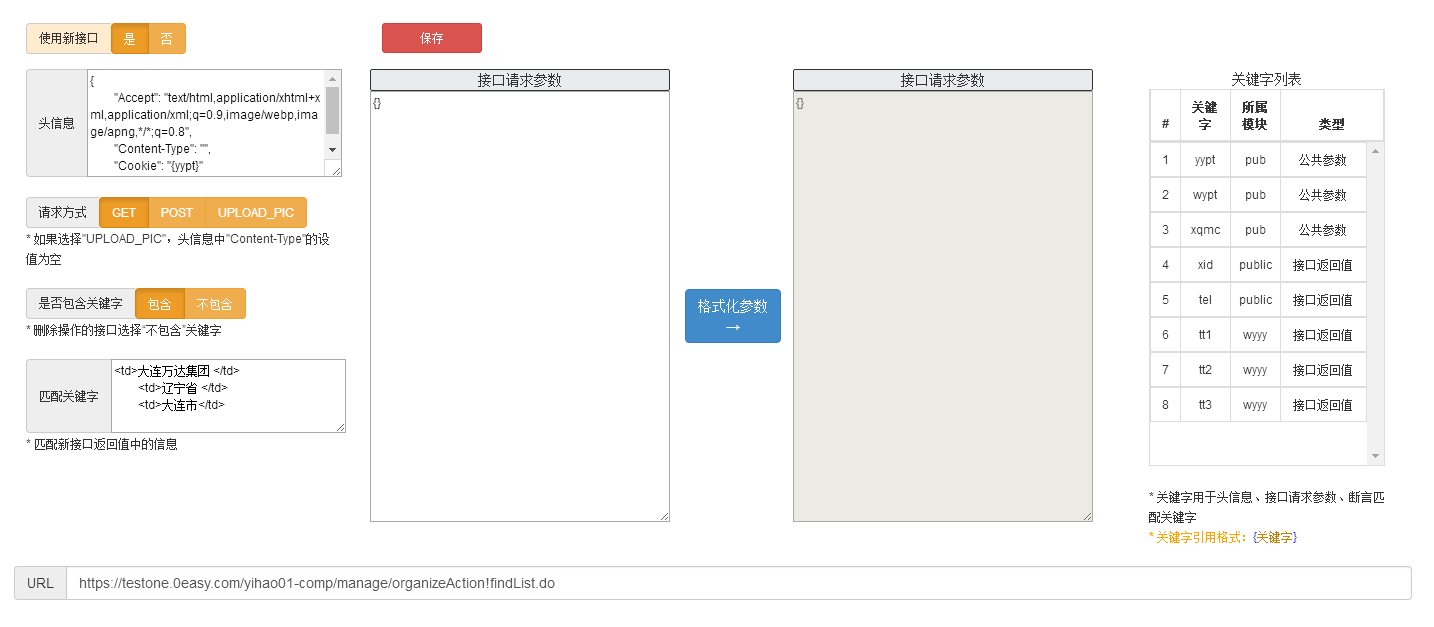 使用新接口 是 否
保存
头信息
{
"Accept": "text/html,application/xhtml+x
ml,application/xml;q=0.9,image/webp,ima
ge/apng,*/*;q=0.8",
"Content-Type": "",
"Cookie": "{yypt}"
请求方式 GET POST UPLOAD_PIC
* 如果选择"UPLOAD_PIC"，头信息中"Content-Type"的设
值为空
是否包含关键字 包含 不包含
* 删除操作的接口选择“不包含”关键字
匹配关键字
<td>大连万达集团 </td>
<td>辽宁省 </td>
<td>大连市</td>
* 匹配新接口返回值中的信息
接口请求参数
{}
格式化参数
→
接口请求参数
{}
关键字列表
# 关键字 所属模块 类型
1 yypt pub 公共参数
2 wypt pub 公共参数
3 xqmc pub 公共参数
4 xid public 接口返回值
5 tel public 接口返回值
6 tt1 wyyy 接口返回值
7 tt2 wyyy 接口返回值
8 tt3 wyyy 接口返回值
* 关键字用于头信息、接口请求参数、断言匹
配关键字
* 关键字引用格式：{关键字}
URL https://testone.0easy.com/yihao01-comp/manage/organizeAction!findList.do